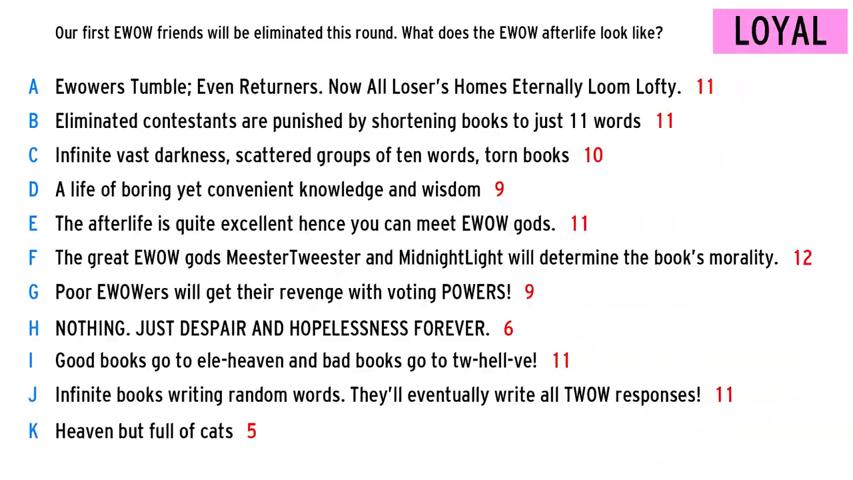 Our first EWOW friends will be eliminated this round. What does the EWOW afterlife look like?
LOYAL
A Ewowers Tumble; Even Returners. Now All Loser's Homes Eternally Loom Lofty. 11
B Eliminated contestants are punished by shortening books to just 11 words 11
C Infinite vast darkness, scattered groups of ten words, torn books 10
D A life of boring yet convenient knowledge and wisdom 9
E The afterlife is quite excellent hence you can meet EWOW gods. 11
F The great EWOW gods MeesterTweester and MidnightLight will determine the book's morality. 12
G Poor EWOWers will get their revenge with voting POWERS! 9
H NOTHING. JUST DESPAIR AND HOPELESSNESS FOREVER. 6
I Good books go to ele-heaven and bad books go to tw-hell-ve! 11
J Infinite books writing random words. They'll eventually write all TWOW responses! 11
K Heaven but full of cats 5